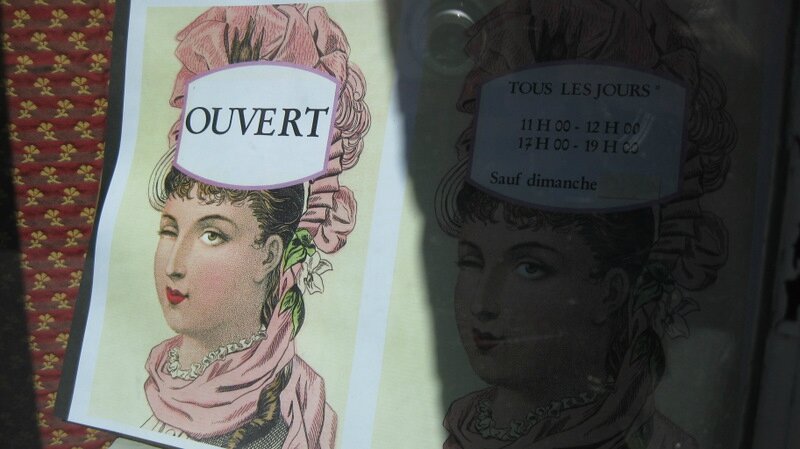 OUVERT
TOUS LES JOURS *
11 H 00 - 12 H 00
17 H 00 - 19 H 00
Sauf dimanche